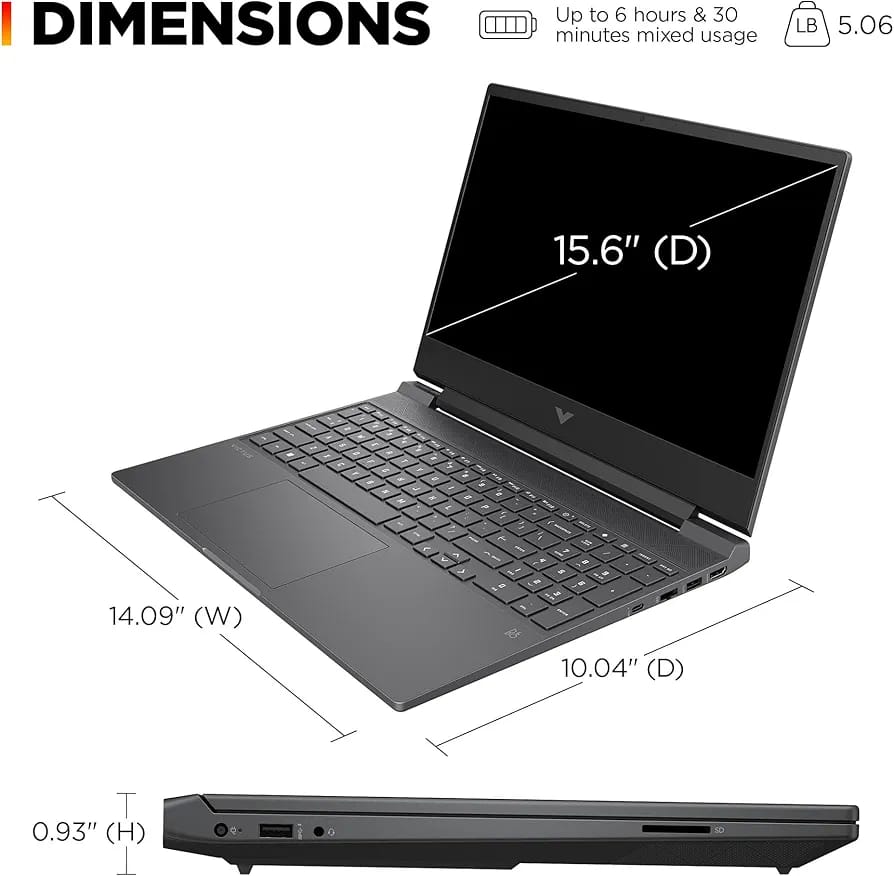 DIMENSIONS
Up to 6 hours & 30
minutes mixed usage
LB
5.06
15.6" (D)
VICTUS
14.09" (W)
10.04" (D)
0.93" (H)
SD